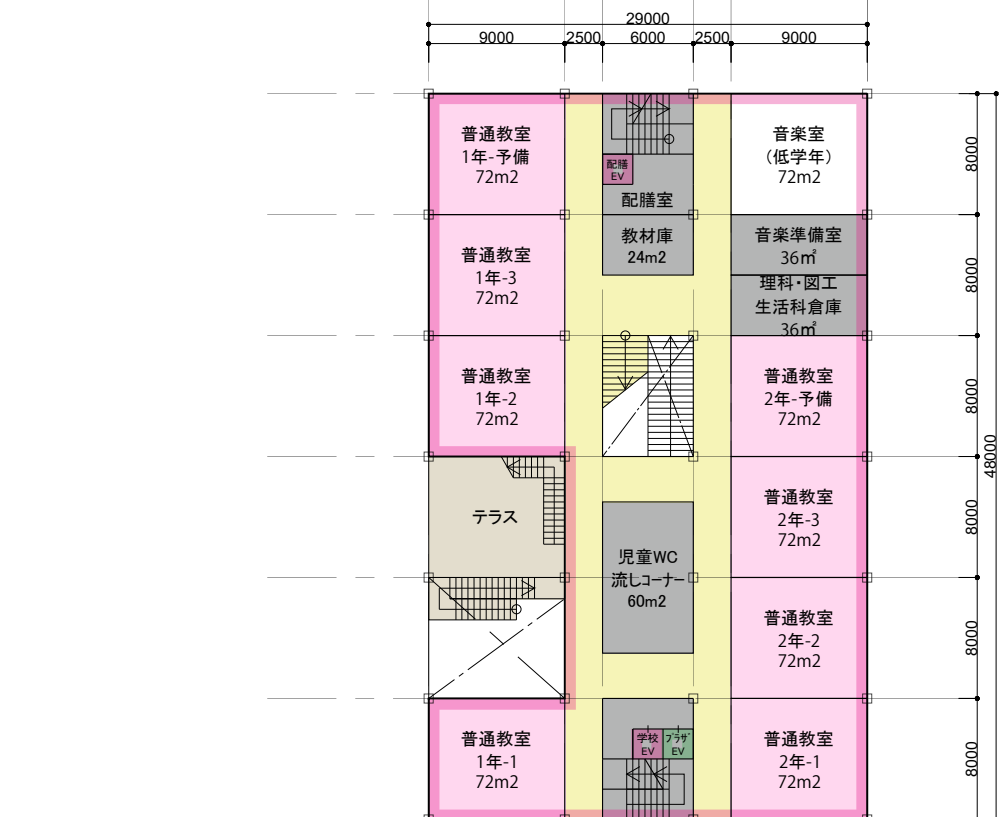 29000
9000
2500
6000
2500
9000
普通教室
1年-予備
72m2
配膳
EV
配膳室
音楽室
(低学年)
72m2
8000
普通教室
1年-3
72m2
教材庫
24m2
音楽準備室
36㎡
理科・図工
生活科倉庫
36㎡
8000
普通教室
1年-2
72m2
普通教室
2年-予備
72m2
8000
48000
テラス
児童WC
流しコーナー
60m2
普通教室
2年-3
72m2
8000
普通教室
2年-2
72m2
8000
普通教室
1年-1
72m2
学校
EV
プラザ
EV
普通教室
2年-1
72m2
8000